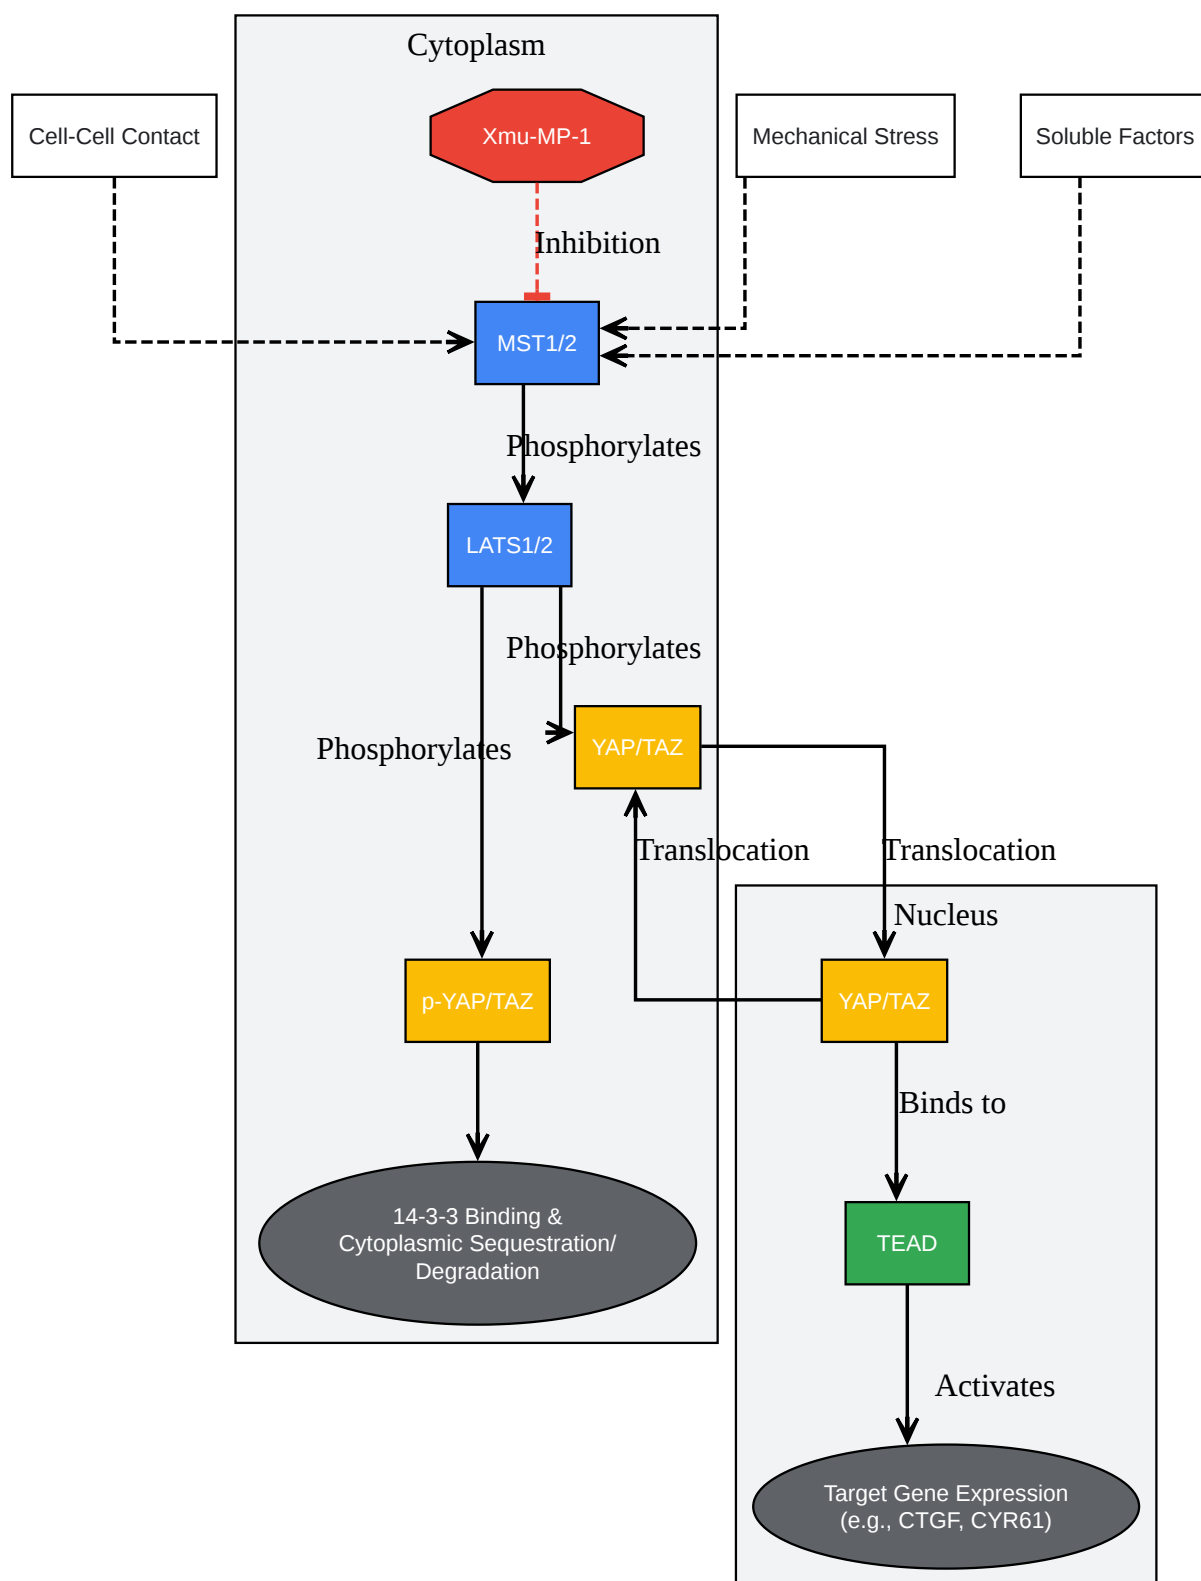 Cytoplasm
Cell-Cell Contact
Xmu-MP-1
Mechanical Stress
Soluble Factors
Inhibition
MST1/2
Phosphorylates
LATS1/2
Phosphorylates
Phosphorylates
YAP/TAZ
Translocation
Translocation
Nucleus
p-YAP/TAZ
YAP/TAZ
Binds to
14-3-3 Binding &
Cytoplasmic Sequestration/
Degradation
TEAD
Activates
Target Gene Expression
(e.g., CTGF, CYR61)